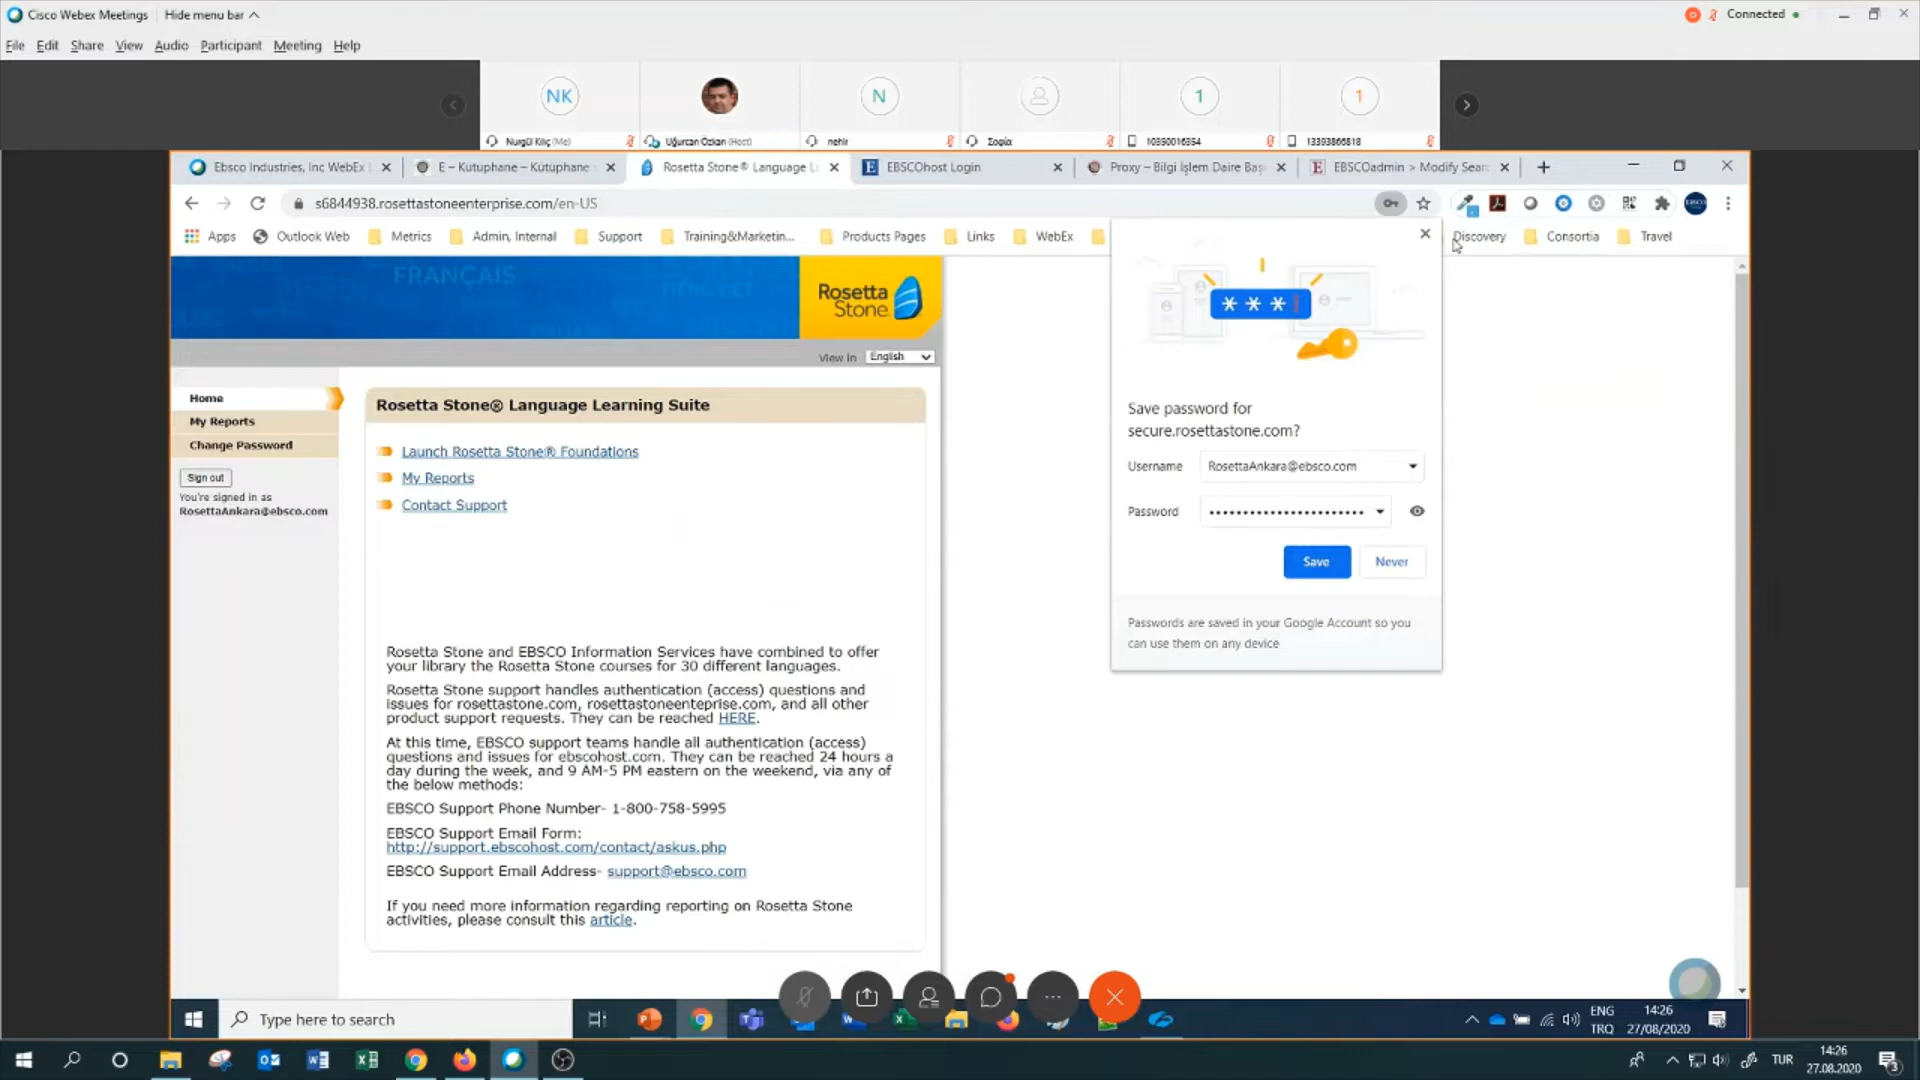 Cisco Webex Meetings
Hide menu bar
Connected
File Edit Share View Audio Participant Meeting Help
NK
N
1
1
Nurgül Kılıç (Me)
Uğurcan Özkan (Host)
nehir
Σοφία
13393866818
Ebsco Industries, Inc WebEx
E – Kütüphane – Kütüphane
Rosetta Stone® Language L
EBSCOhost Login
Proxy – Bilgi İşlem Daire Baş
EBSCOadmin > Modify Sear
s6844938.rosettastoneenterprise.com/en-US
Apps
Outlook Web
Metrics
Admin, Internal
Support
Training&Marketin...
Products Pages
Links
WebEx
Discovery
Consortia
Travel
FRANÇAIS
TIẾNG VIỆT
Rosetta
Stone
View in English
Home
My Reports
Change Password
Sign out
You're signed in as
RosettaAnkara@ebsco.com
Rosetta Stone® Language Learning Suite
Launch Rosetta Stone® Foundations
My Reports
Contact Support
Rosetta Stone and EBSCO Information Services have combined to offer
your library the Rosetta Stone courses for 30 different languages.
Rosetta Stone support handles authentication (access) questions and
issues for rosettastone.com, rosettastoneenteprise.com, and all other
product support requests. They can be reached HERE.
At this time, EBSCO support teams handle all authentication (access)
questions and issues for ebscohost.com. They can be reached 24 hours a
day during the week, and 9 AM-5 PM eastern on the weekend, via any of
the below methods:
EBSCO Support Phone Number- 1-800-758-5995
EBSCO Support Email Form:
http://support.ebscohost.com/contact/askus.php
EBSCO Support Email Address- support@ebsco.com
If you need more information regarding reporting on Rosetta Stone
activities, please consult this article.
Save password for
secure.rosettastone.com?
Username RosettaAnkara@ebsco.com
Password ••••••••••••••••••••••••
Save
Never
Passwords are saved in your Google Account so you
can use them on any device
Type here to search
ENG
TRQ
14:26
27/08/2020
TUR
14:26
27.08.2020
3